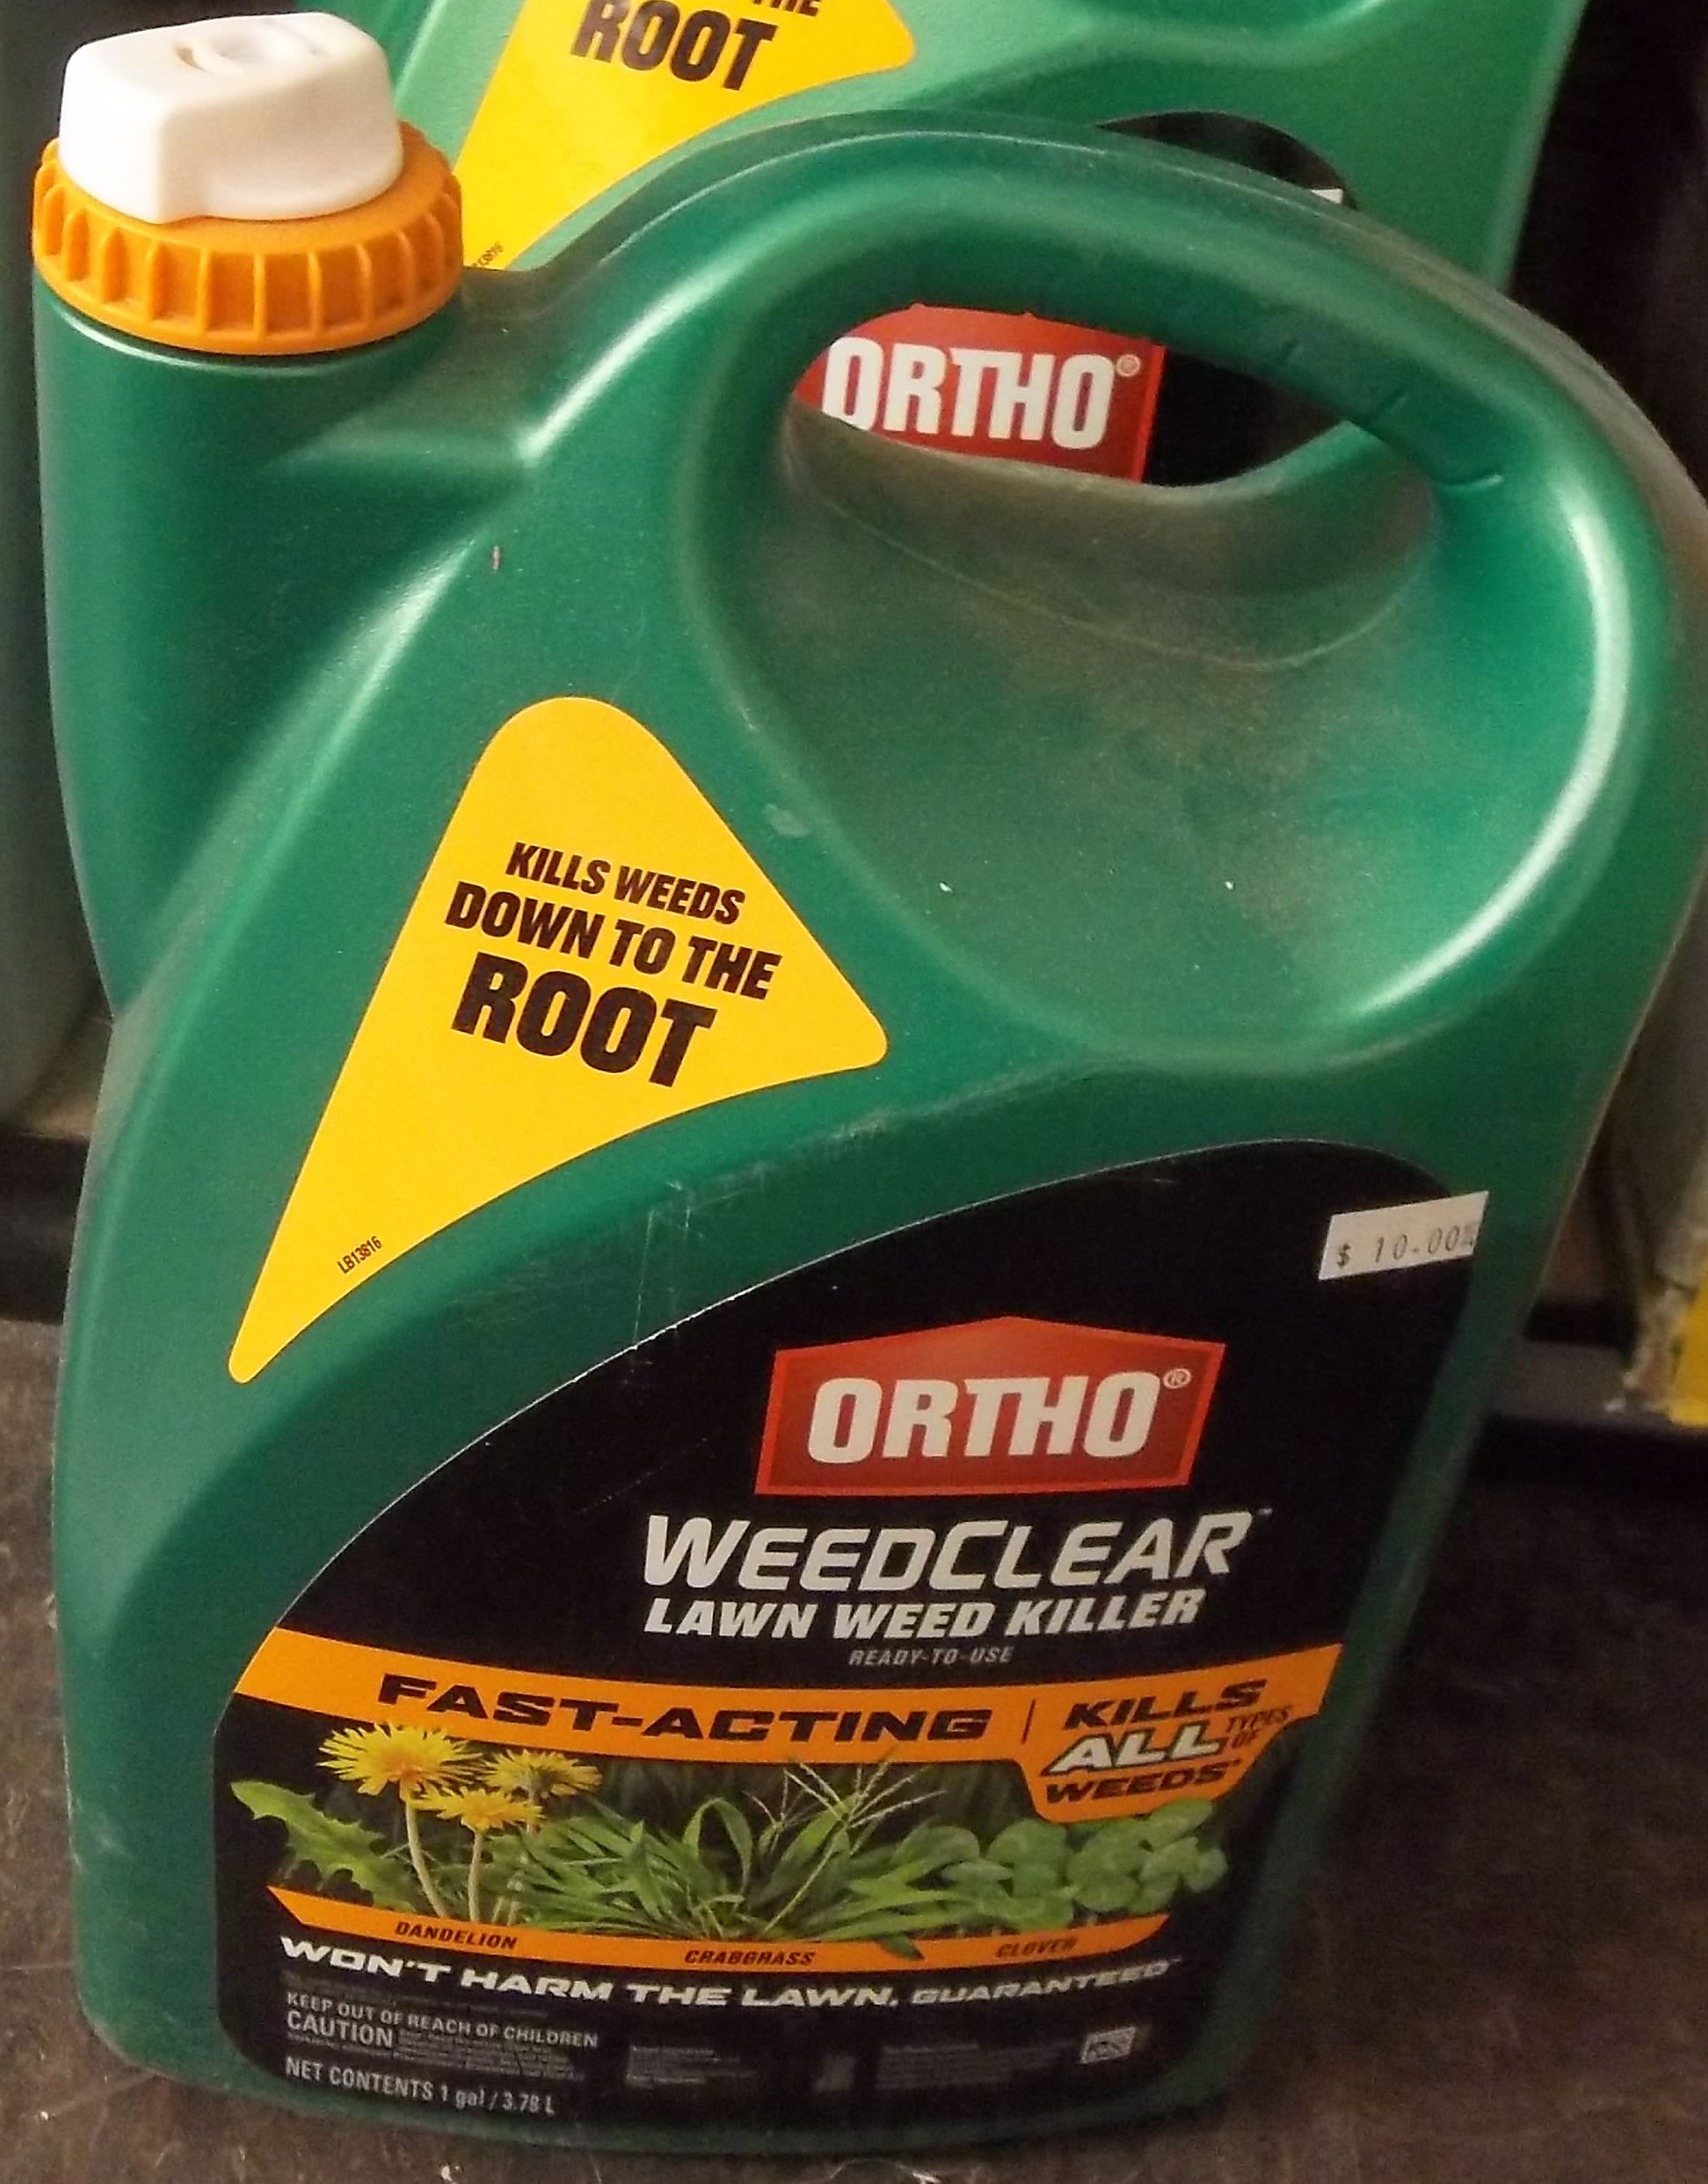 THE
ROOT
ORTHO®
KILLS WEEDS
DOWN TO THE
ROOT
LB13816
$ 10.00
ORTHO®
WEEDCLEAR™
LAWN WEED KILLER
READY-TO-USE
FAST-ACTING
KILLS
ALL TYPES OF
WEEDS*
DANDELION
CRABGRASS
CLOVER
WON'T HARM THE LAWN, GUARANTEED
KEEP OUT OF REACH OF CHILDREN
CAUTION
NET CONTENTS 1 gal / 3.78 L